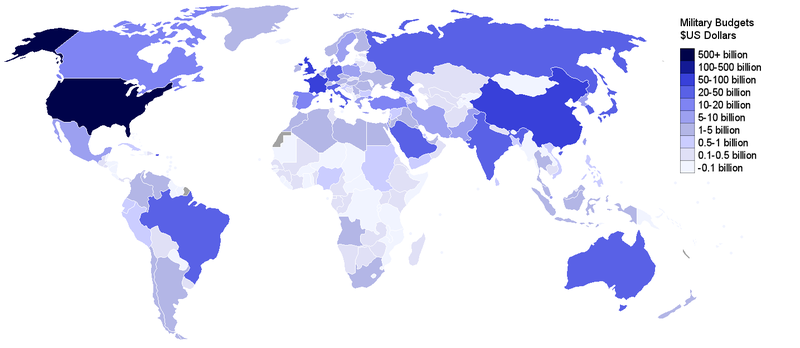 Military Budgets
$US Dollars
500+ billion
100-500 billion
50-100 billion
20-50 billion
10-20 billion
5-10 billion
1-5 billion
0.5-1 billion
0.1-0.5 billion
-0.1 billion